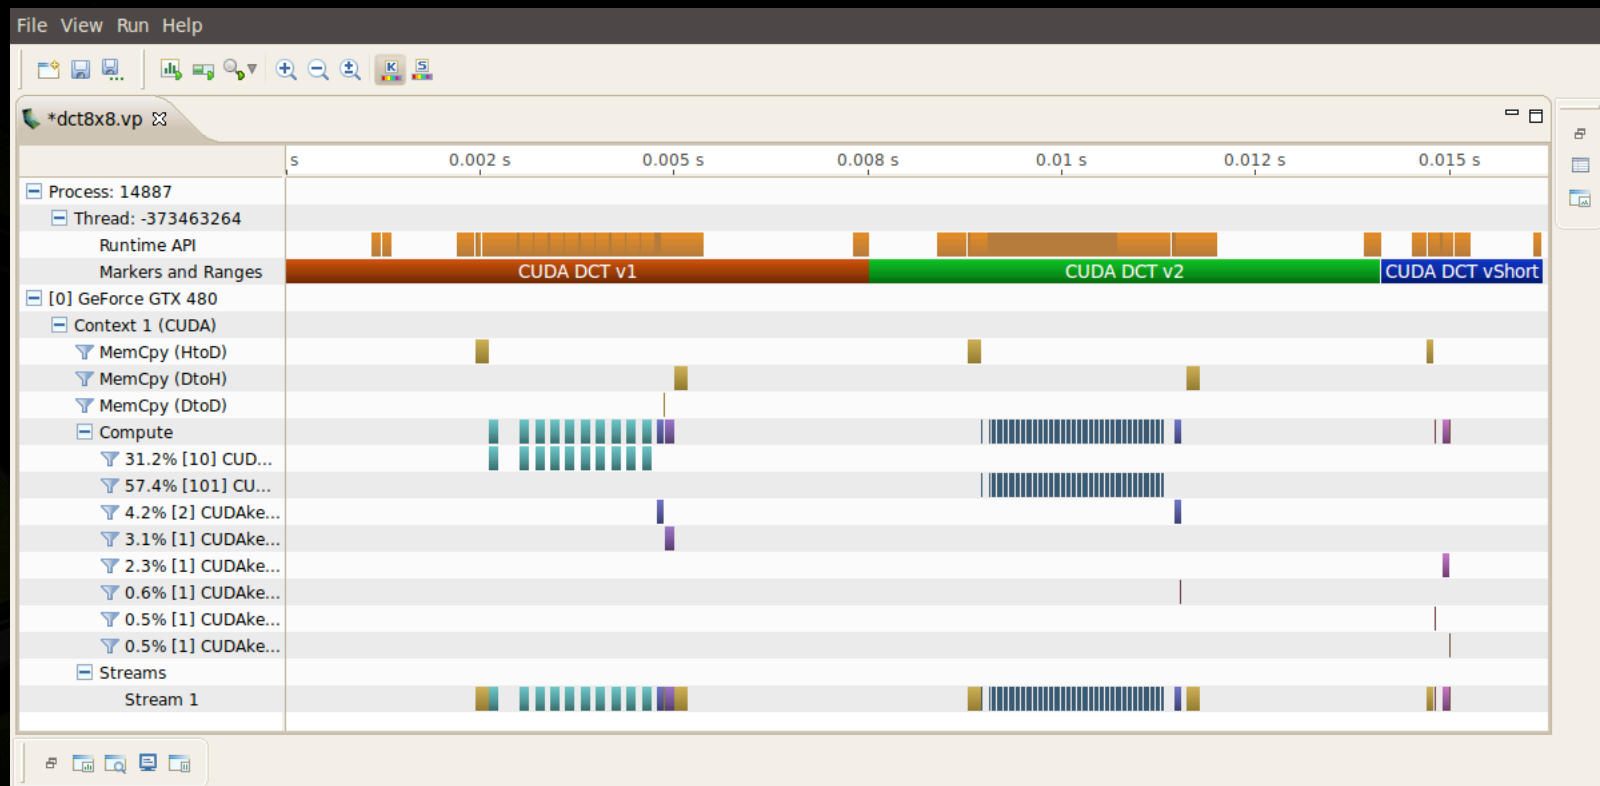 File View Run Help
*dct8x8.vp
s 0.002 s 0.005 s 0.008 s 0.01 s 0.012 s 0.015 s
Process: 14887
Thread: -373463264
Runtime API
Markers and Ranges CUDA DCT v1 CUDA DCT v2 CUDA DCT vShort
[0] GeForce GTX 480
Context 1 (CUDA)
MemCpy (HtoD)
MemCpy (DtoH)
MemCpy (DtoD)
Compute
31.2% [10] CUD...
57.4% [101] CU...
4.2% [2] CUDAke...
3.1% [1] CUDAke...
2.3% [1] CUDAke...
0.6% [1] CUDAke...
0.5% [1] CUDAke...
0.5% [1] CUDAke...
Streams
Stream 1